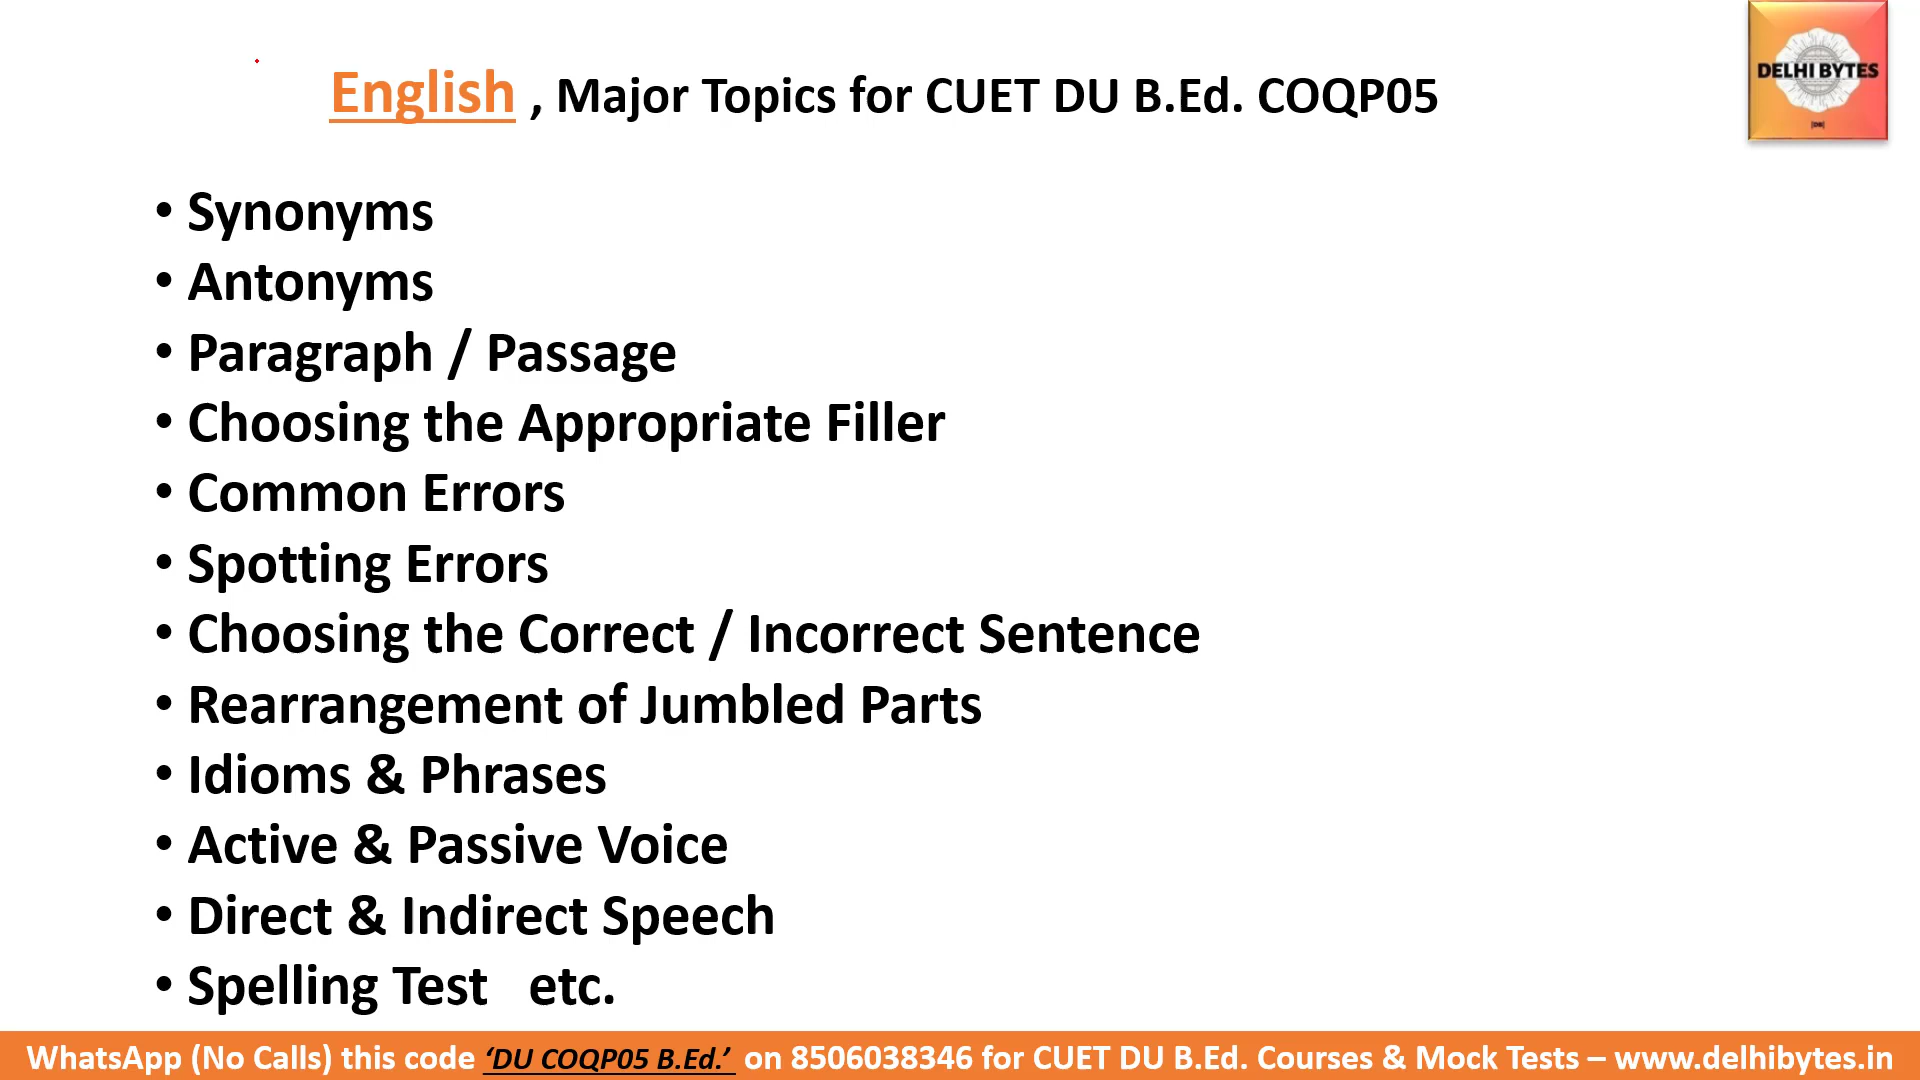 English , Major Topics for CUET DU B.Ed. COQP05
DELHI BYTES
|DB|
• Synonyms
• Antonyms
• Paragraph / Passage
• Choosing the Appropriate Filler
• Common Errors
• Spotting Errors
• Choosing the Correct / Incorrect Sentence
• Rearrangement of Jumbled Parts
• Idioms & Phrases
• Active & Passive Voice
• Direct & Indirect Speech
• Spelling Test etc.
WhatsApp (No Calls) this code ‘DU COQP05 B.Ed.’ on 8506038346 for CUET DU B.Ed. Courses & Mock Tests – www.delhibytes.in